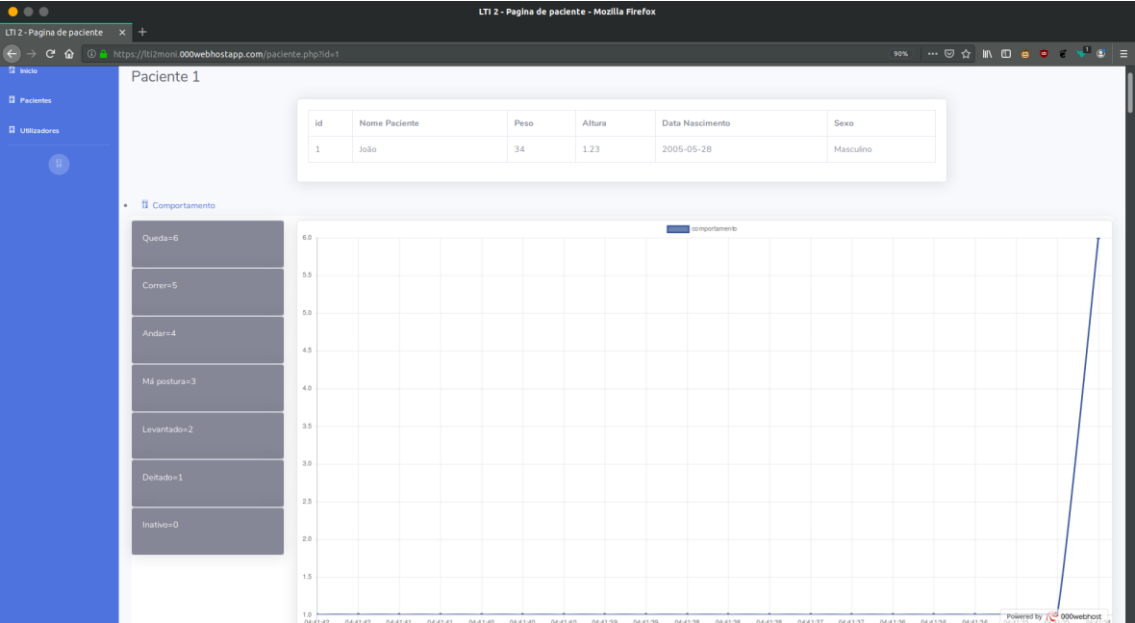 LTI 2 - Pagina de paciente - Mozilla Firefox
LTI 2 - Pagina de paciente × +
https://lti2moni.000webhostapp.com/paciente.php?id=1 90%
Inicio
Pacientes
Utilizadores
Paciente 1
id Nome Paciente Peso Altura Data Nascimento Sexo
1 João 34 1.23 2005-05-28 Masculino
Comportamento
Queda=6
Correr=5
Andar=4
Má postura=3
Levantado=2
Deitado=1
Inativo=0
comportamento
6.0
5.5
5.0
4.5
4.0
3.5
3.0
2.5
2.0
1.5
1.0
Powered by 000webhost